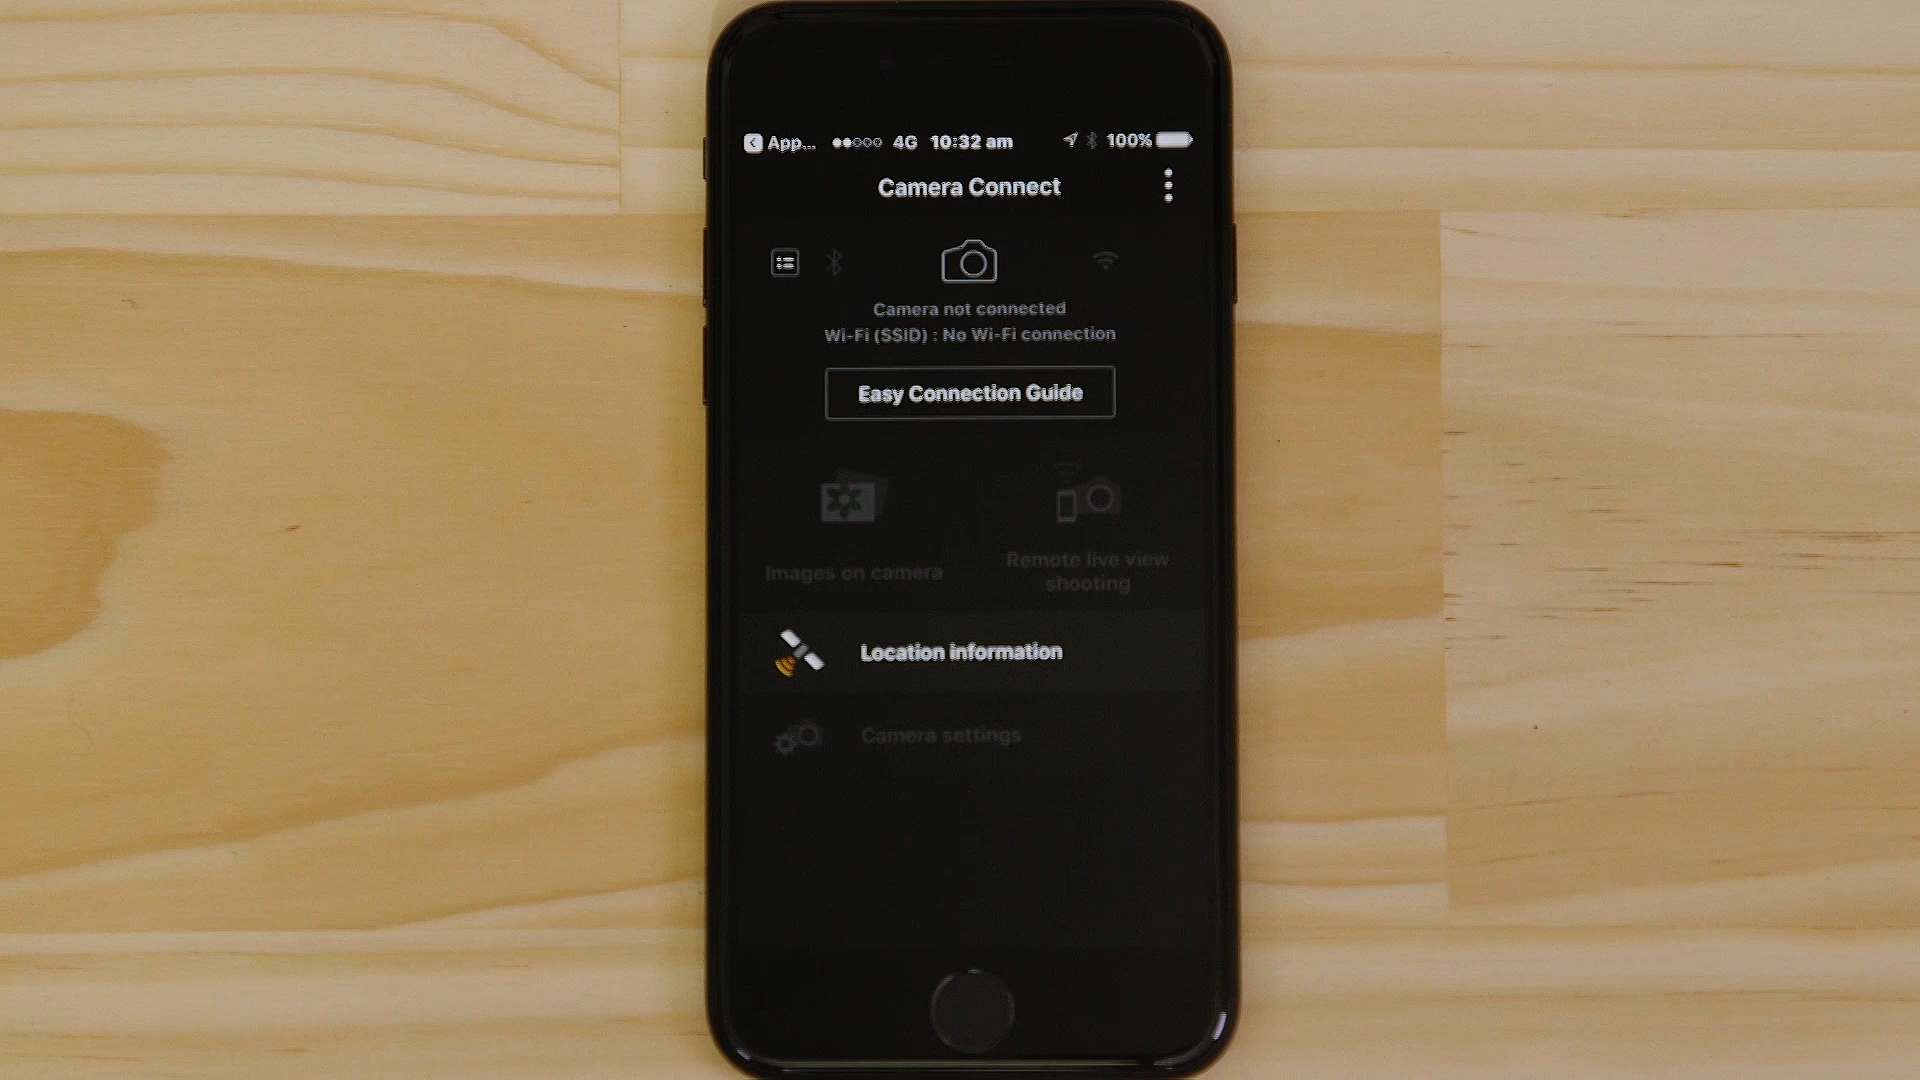 App... 4G 10:32 am 100%
Camera Connect
Camera not connected
Wi-Fi (SSID) : No Wi-Fi connection
Easy Connection Guide
Images on camera
Remote live view
shooting
Location information
Camera settings